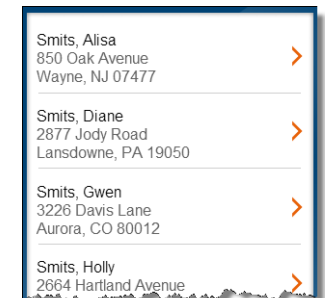 Smits, Alisa
850 Oak Avenue
Wayne, NJ 07477
Smits, Diane
2877 Jody Road
Lansdowne, PA 19050
Smits, Gwen
3226 Davis Lane
Aurora, CO 80012
Smits, Holly
2664 Hartland Avenue